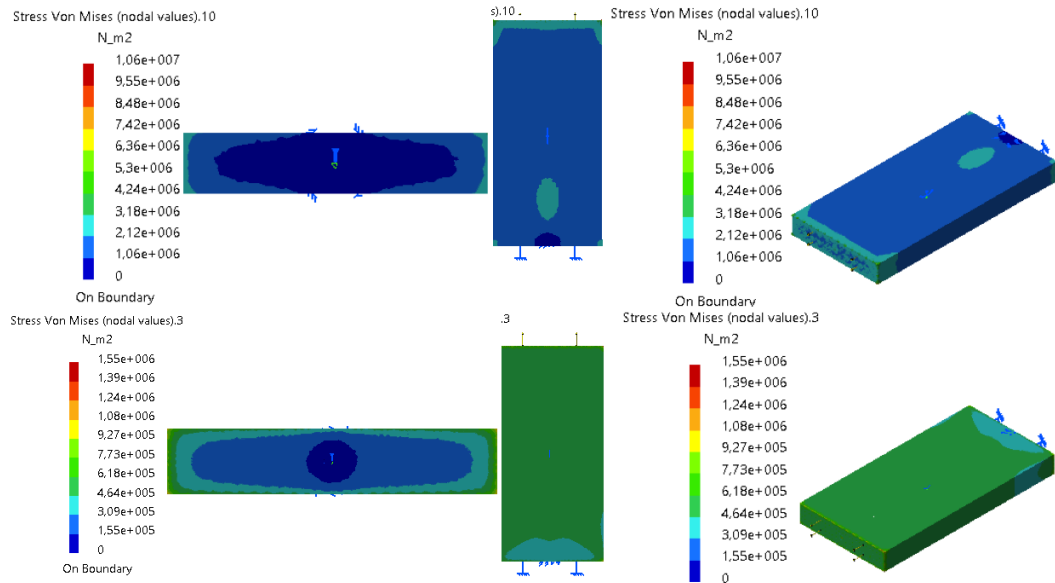 Stress Von Mises (nodal values).10
N_m2
1,06e+007
9,55e+006
8,48e+006
7,42e+006
6,36e+006
5,3e+006
4,24e+006
3,18e+006
2,12e+006
1,06e+006
0
On Boundary
s).10
Stress Von Mises (nodal values).10
N_m2
1,06e+007
9,55e+006
8,48e+006
7,42e+006
6,36e+006
5,3e+006
4,24e+006
3,18e+006
2,12e+006
1,06e+006
0
On Boundary
Stress Von Mises (nodal values).3
N_m2
1,55e+006
1,39e+006
1,24e+006
1,08e+006
9,27e+005
7,73e+005
6,18e+005
4,64e+005
3,09e+005
1,55e+005
0
On Boundary
.3
Stress Von Mises (nodal values).3
N_m2
1,55e+006
1,39e+006
1,24e+006
1,08e+006
9,27e+005
7,73e+005
6,18e+005
4,64e+005
3,09e+005
1,55e+005
0